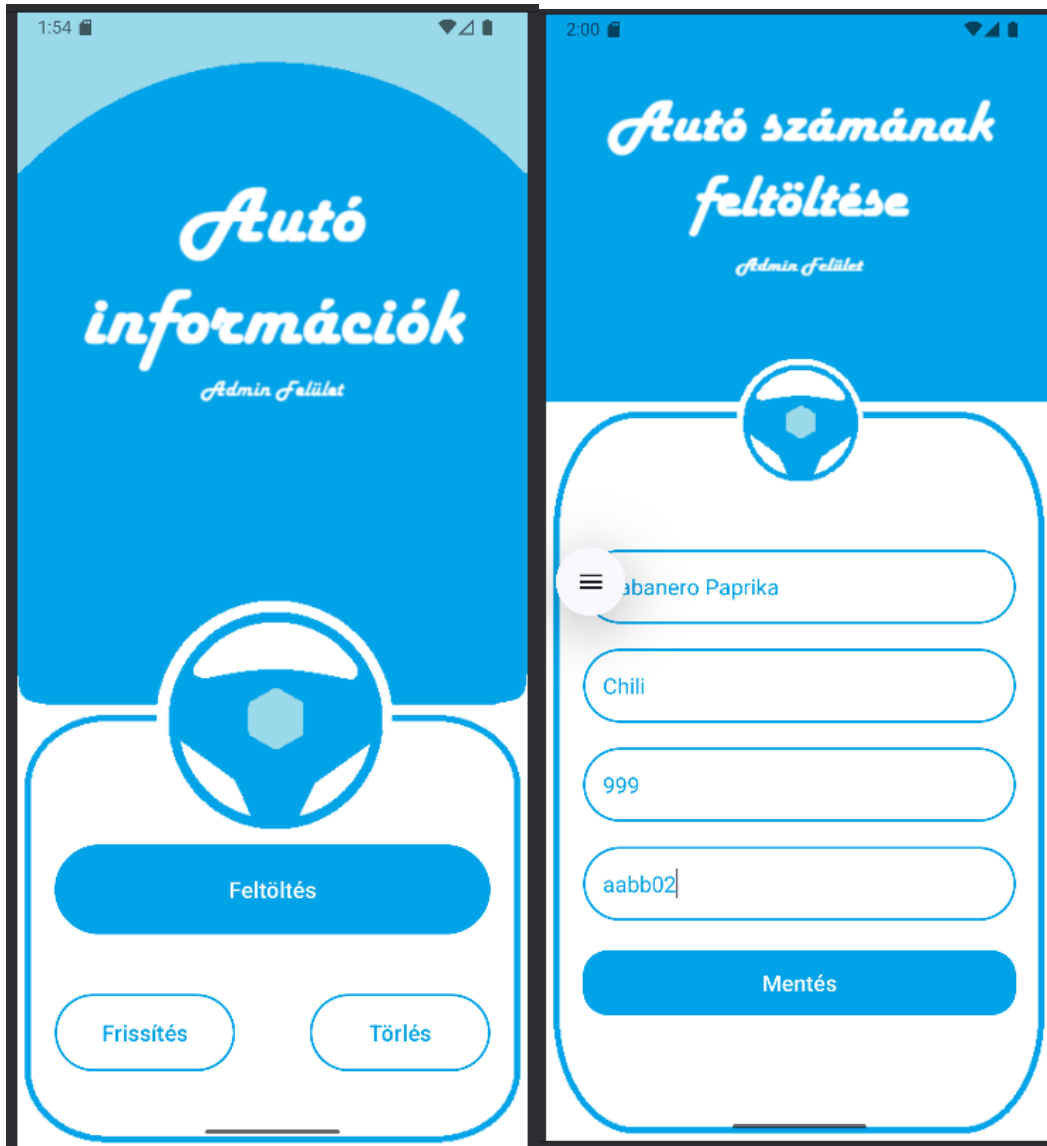 1:54
Autó
információk
Admin Felület
Feltöltés
Frissítés
Törlés
2:00
Autó számának
feltöltése
Admin Felület
abanero Paprika
Chili
999
aabb02
Mentés